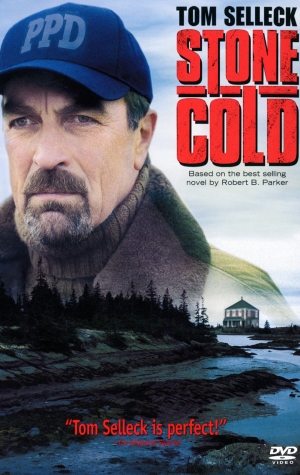 PPD
TOM SELLECK
STONE
COLD
Based on the best selling
novel by Robert B. Parker
"Tom Selleck is perfect!"
DVD
VIDEO